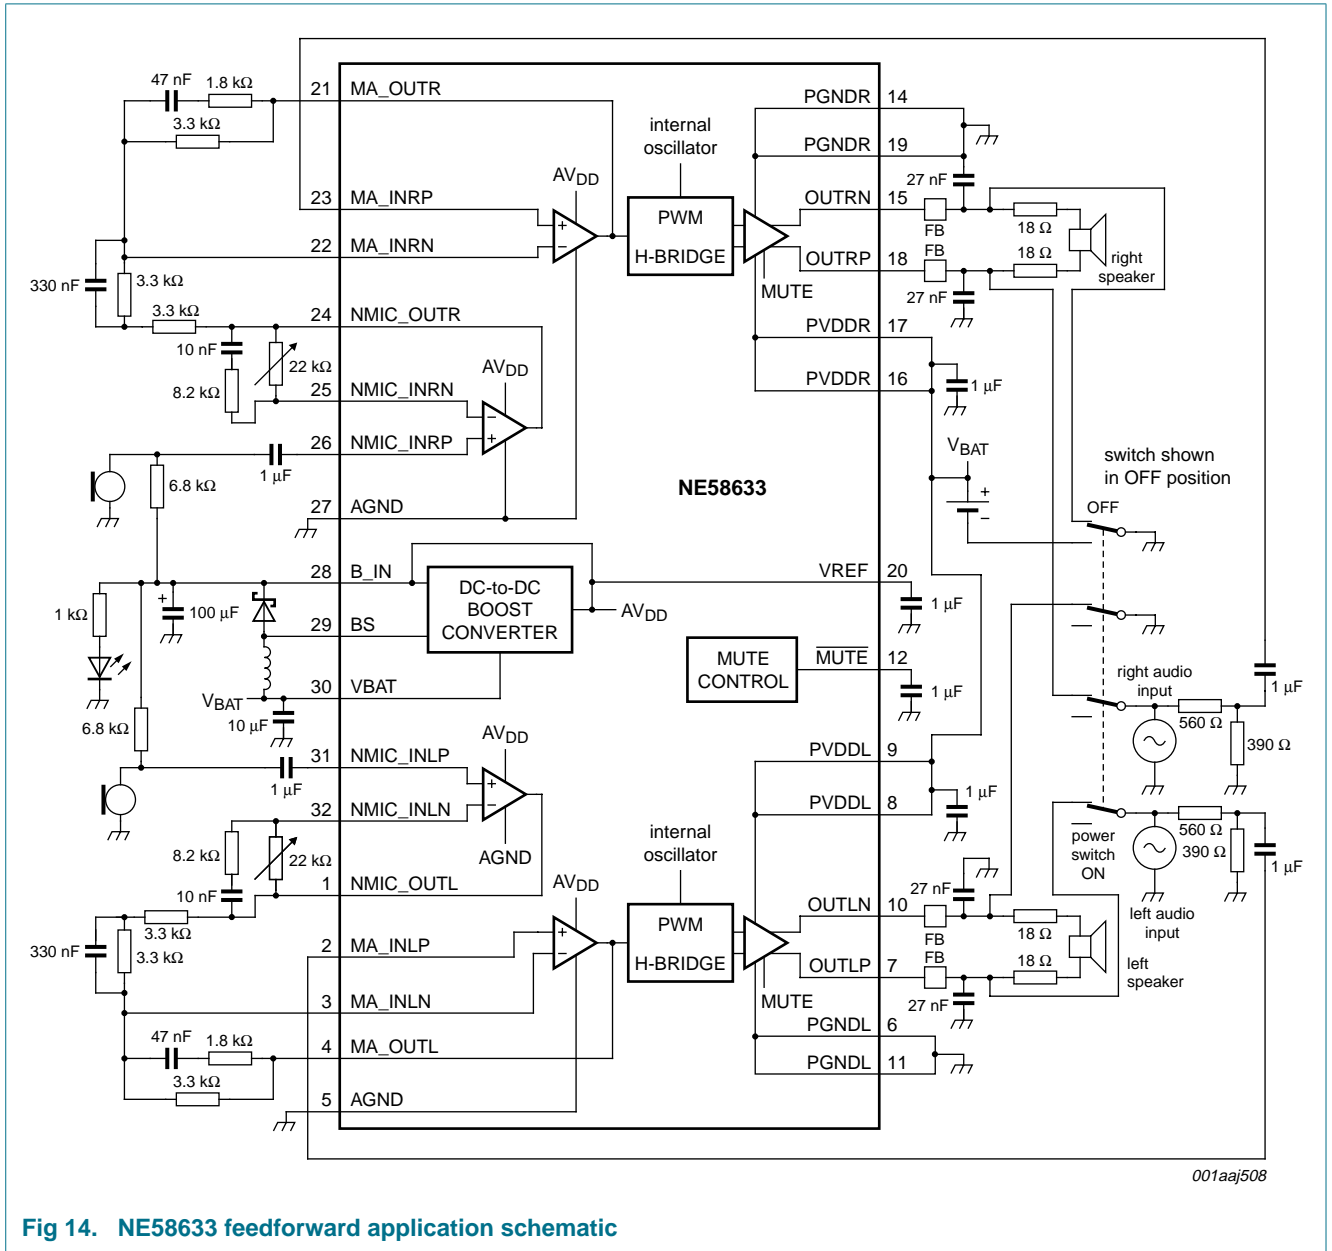 47 nF
1.8 kΩ
3.3 kΩ
21 MA_OUTR
23 MA_INRP
22 MA_INRN
330 nF
3.3 kΩ
3.3 kΩ
24 NMIC_OUTR
10 nF
22 kΩ
8.2 kΩ
25 NMIC_INRN
26 NMIC_INRP
1 μF
6.8 kΩ
27 AGND
28 B_IN
1 kΩ
+
100 μF
29 BS
30 VBAT
VBAT
10 μF
6.8 kΩ
31 NMIC_INLP
1 μF
32 NMIC_INLN
8.2 kΩ
22 kΩ
10 nF
1 NMIC_OUTL
3.3 kΩ
330 nF
3.3 kΩ
2 MA_INLP
3 MA_INLN
47 nF
1.8 kΩ
4 MA_OUTL
3.3 kΩ
5 AGND
AVDD
+
−
internal
oscillator
PWM
H-BRIDGE
MUTE
AVDD
−
+
NE58633
DC-to-DC
BOOST
CONVERTER
AVDD
MUTE
CONTROL
AVDD
+
−
AGND
AVDD
+
−
internal
oscillator
PWM
H-BRIDGE
MUTE
PGNDR 14
PGNDR 19
27 nF
OUTRN 15
FB
18 Ω
OUTRP 18
FB
18 Ω
right
speaker
27 nF
PVDDR 17
PVDDR 16
1 μF
VBAT
+
−
switch shown
in OFF position
OFF
VREF 20
1 μF
MUTE 12
1 μF
right audio
input
560 Ω
390 Ω
1 μF
PVDDL 9
PVDDL 8
1 μF
power
switch
ON
560 Ω
390 Ω
1 μF
left audio
input
27 nF
OUTLN 10
FB
18 Ω
OUTLP 7
FB
18 Ω
left
speaker
27 nF
PGNDL 6
PGNDL 11
001aaj508
Fig 14. NE58633 feedforward application schematic